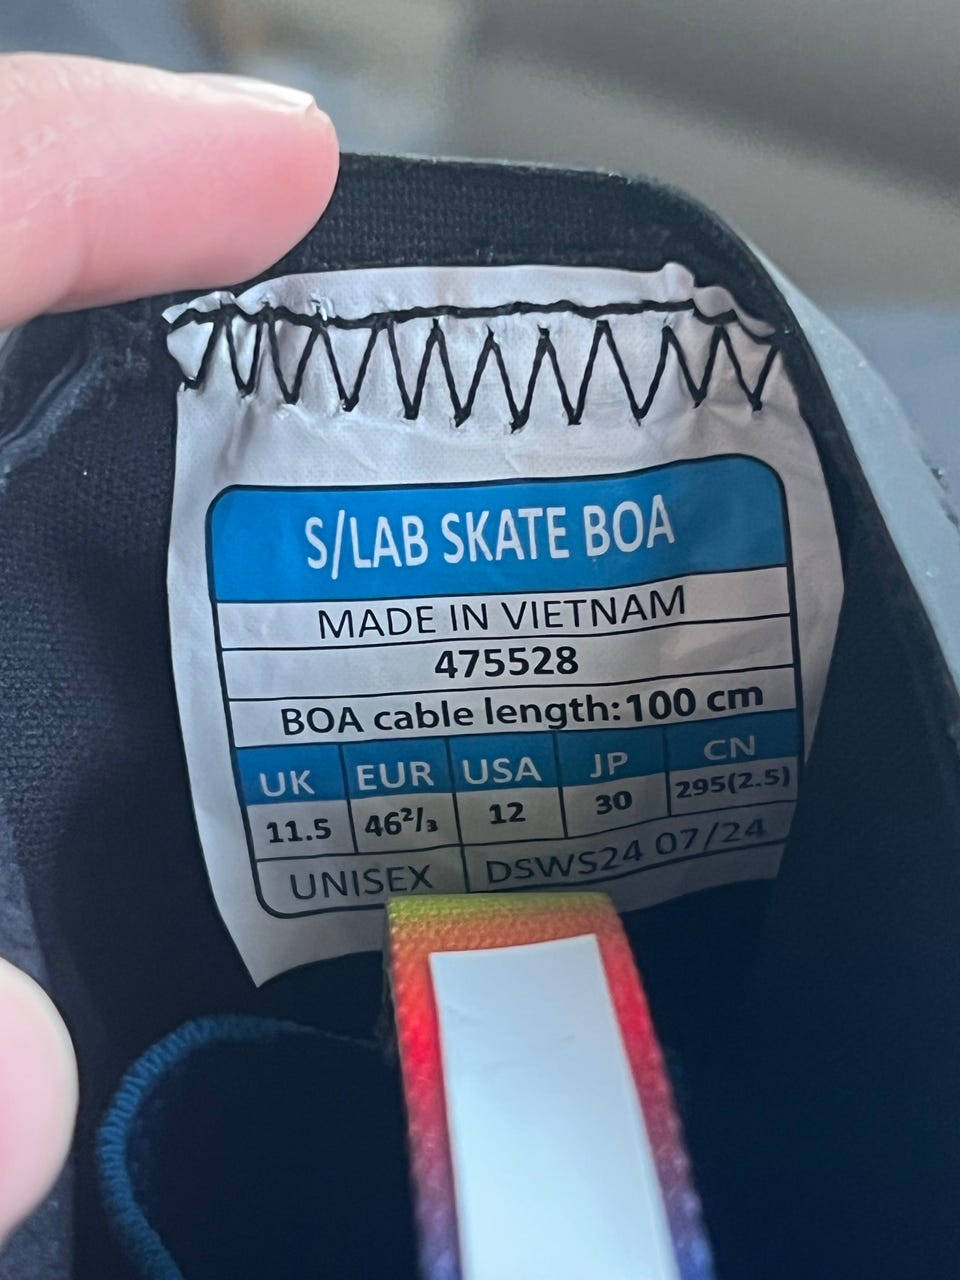 S/LAB SKATE BOA
MADE IN VIETNAM
475528
BOA cable length:100 cm
UK EUR USA JP CN
11.5 46²/₃ 12 30 295(2.5)
UNISEX DSWS24 07/24